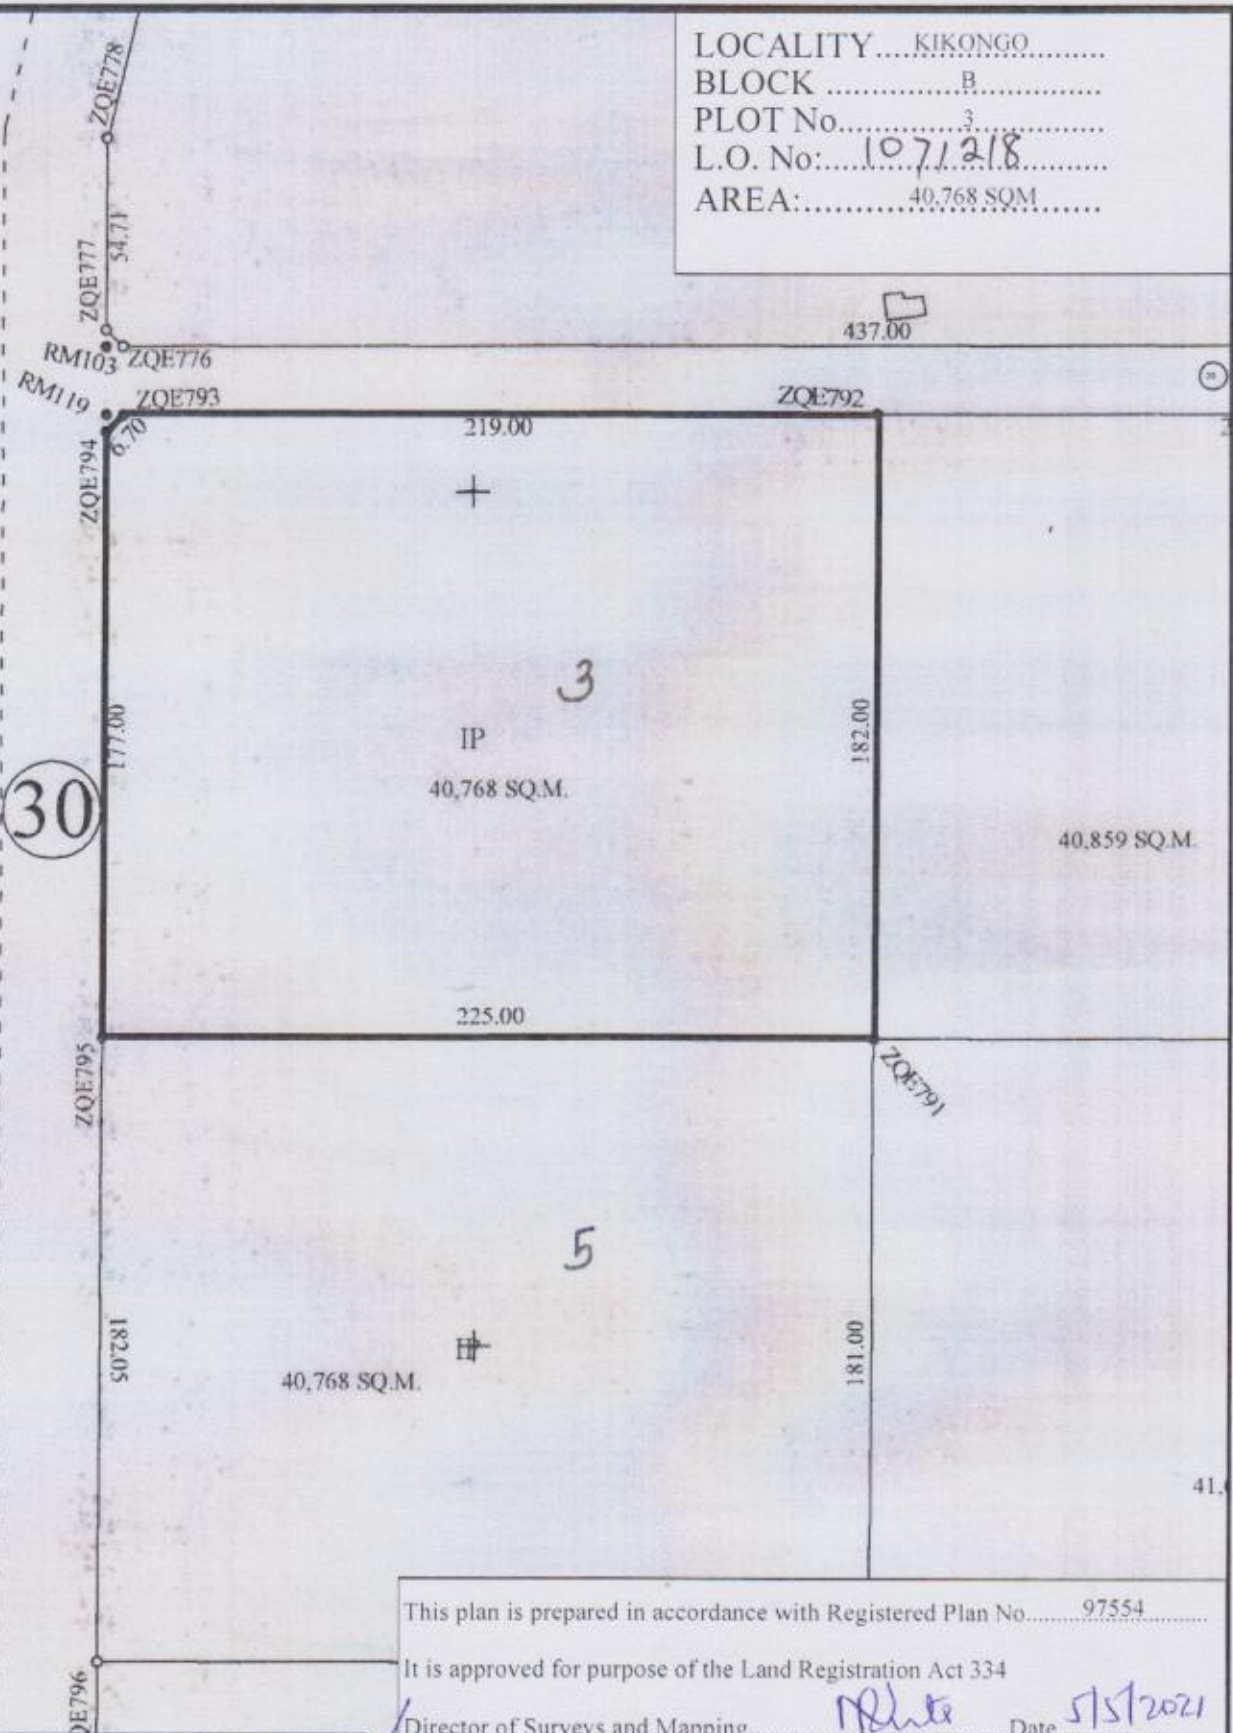 LOCALITY....KIKONGO..........
BLOCK ................B...............
PLOT No................3..............
L.O. No:....1071218..........
AREA:............40,768 SQM......
ZQE778
54.71
ZQE777
437.00
RM103
ZQE776
RM119
ZQE793
ZQE792
219.00
6.70
ZQE794
3
177.00
182.00
IP
40,768 SQ.M.
30
40,859 SQ.M.
225.00
ZQE795
ZQE791
5
182.05
181.00
40,768 SQ.M.
41,
This plan is prepared in accordance with Registered Plan No........97554..........
It is approved for purpose of the Land Registration Act 334
QE796
Director of Surveys and Mapping.......... Date 5/5/2021